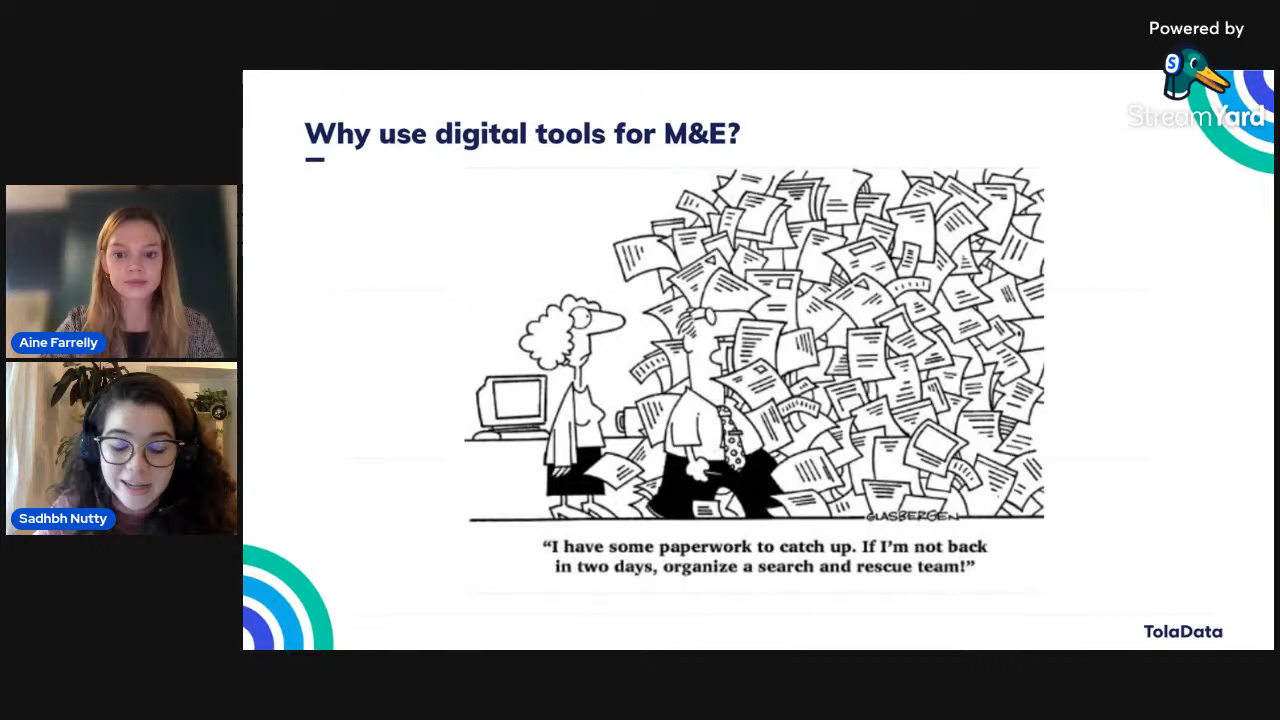 Powered by
S
StreamYard
Why use digital tools for M&E?
Aine Farrelly
Sadhbh Nutty
GLASBERGEN
“I have some paperwork to catch up. If I’m not back
in two days, organize a search and rescue team!”
TolaData